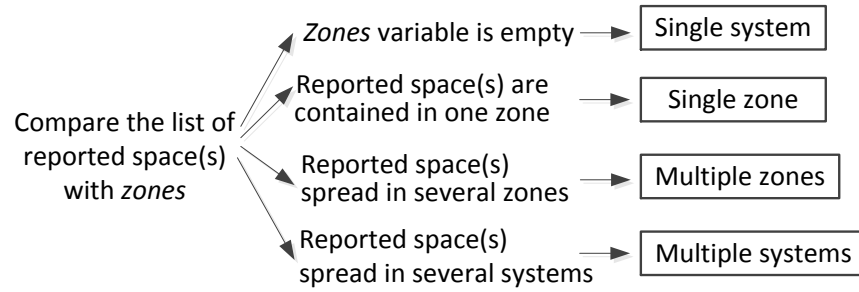 Compare the list of
reported space(s)
with zones
Zones variable is empty
Single system
Reported space(s) are
contained in one zone
Single zone
Reported space(s)
spread in several zones
Multiple zones
Reported space(s)
spread in several systems
Multiple systems